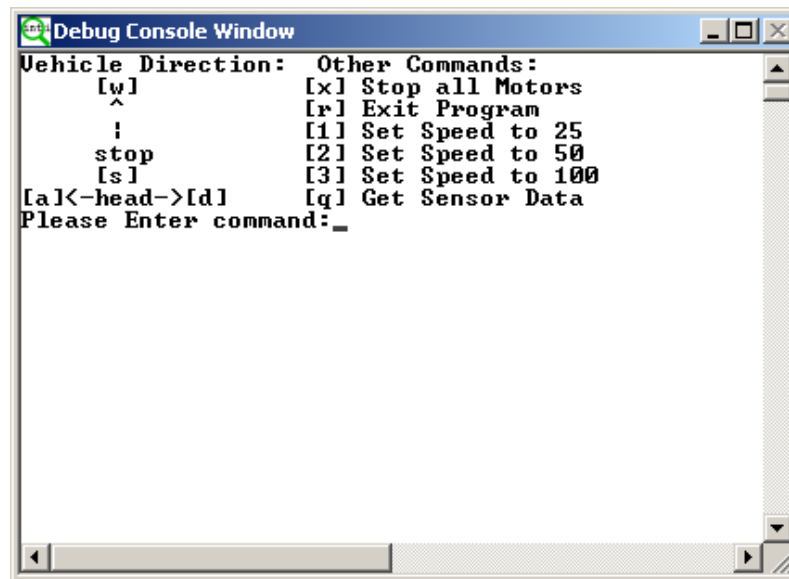 Debug Console Window
Vehicle Direction:  Other Commands:
[w]               [x] Stop all Motors
^                 [r] Exit Program
¦                 [1] Set Speed to 25
stop              [2] Set Speed to 50
[s]               [3] Set Speed to 100
[a]<-head->[d]    [q] Get Sensor Data
Please Enter command:_